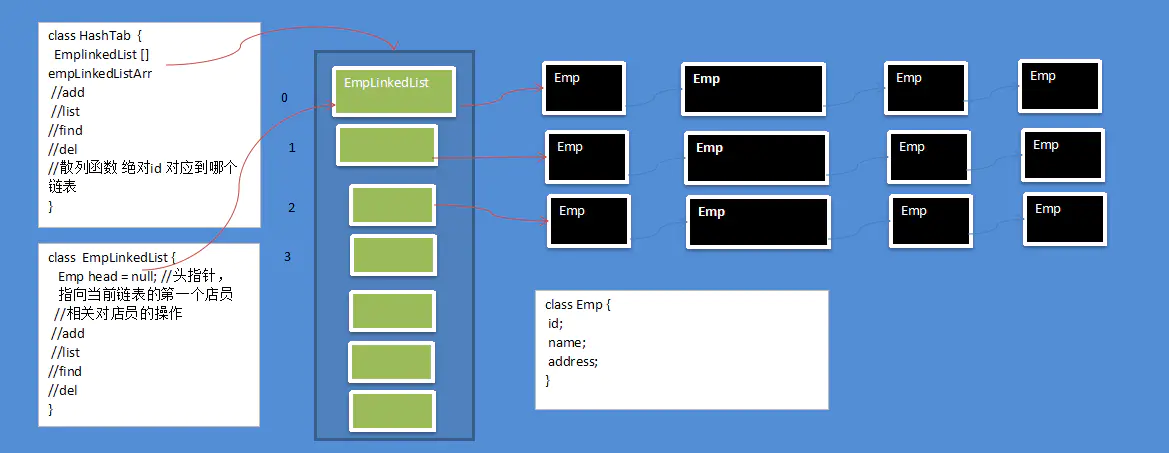 class HashTab {
EmplinkedList []
empLinkedListArr
//add
//list
//find
//del
//散列函数 绝对id 对应到哪个
链表
}
class EmpLinkedList {
Emp head = null; //头指针，
指向当前链表的第一个店员
//相关对店员的操作
//add
//list
//find
//del
}
0
1
2
3
EmpLinkedList
Emp
Emp
Emp
Emp
Emp
Emp
Emp
Emp
Emp
Emp
Emp
Emp
class Emp {
id;
name;
address;
}